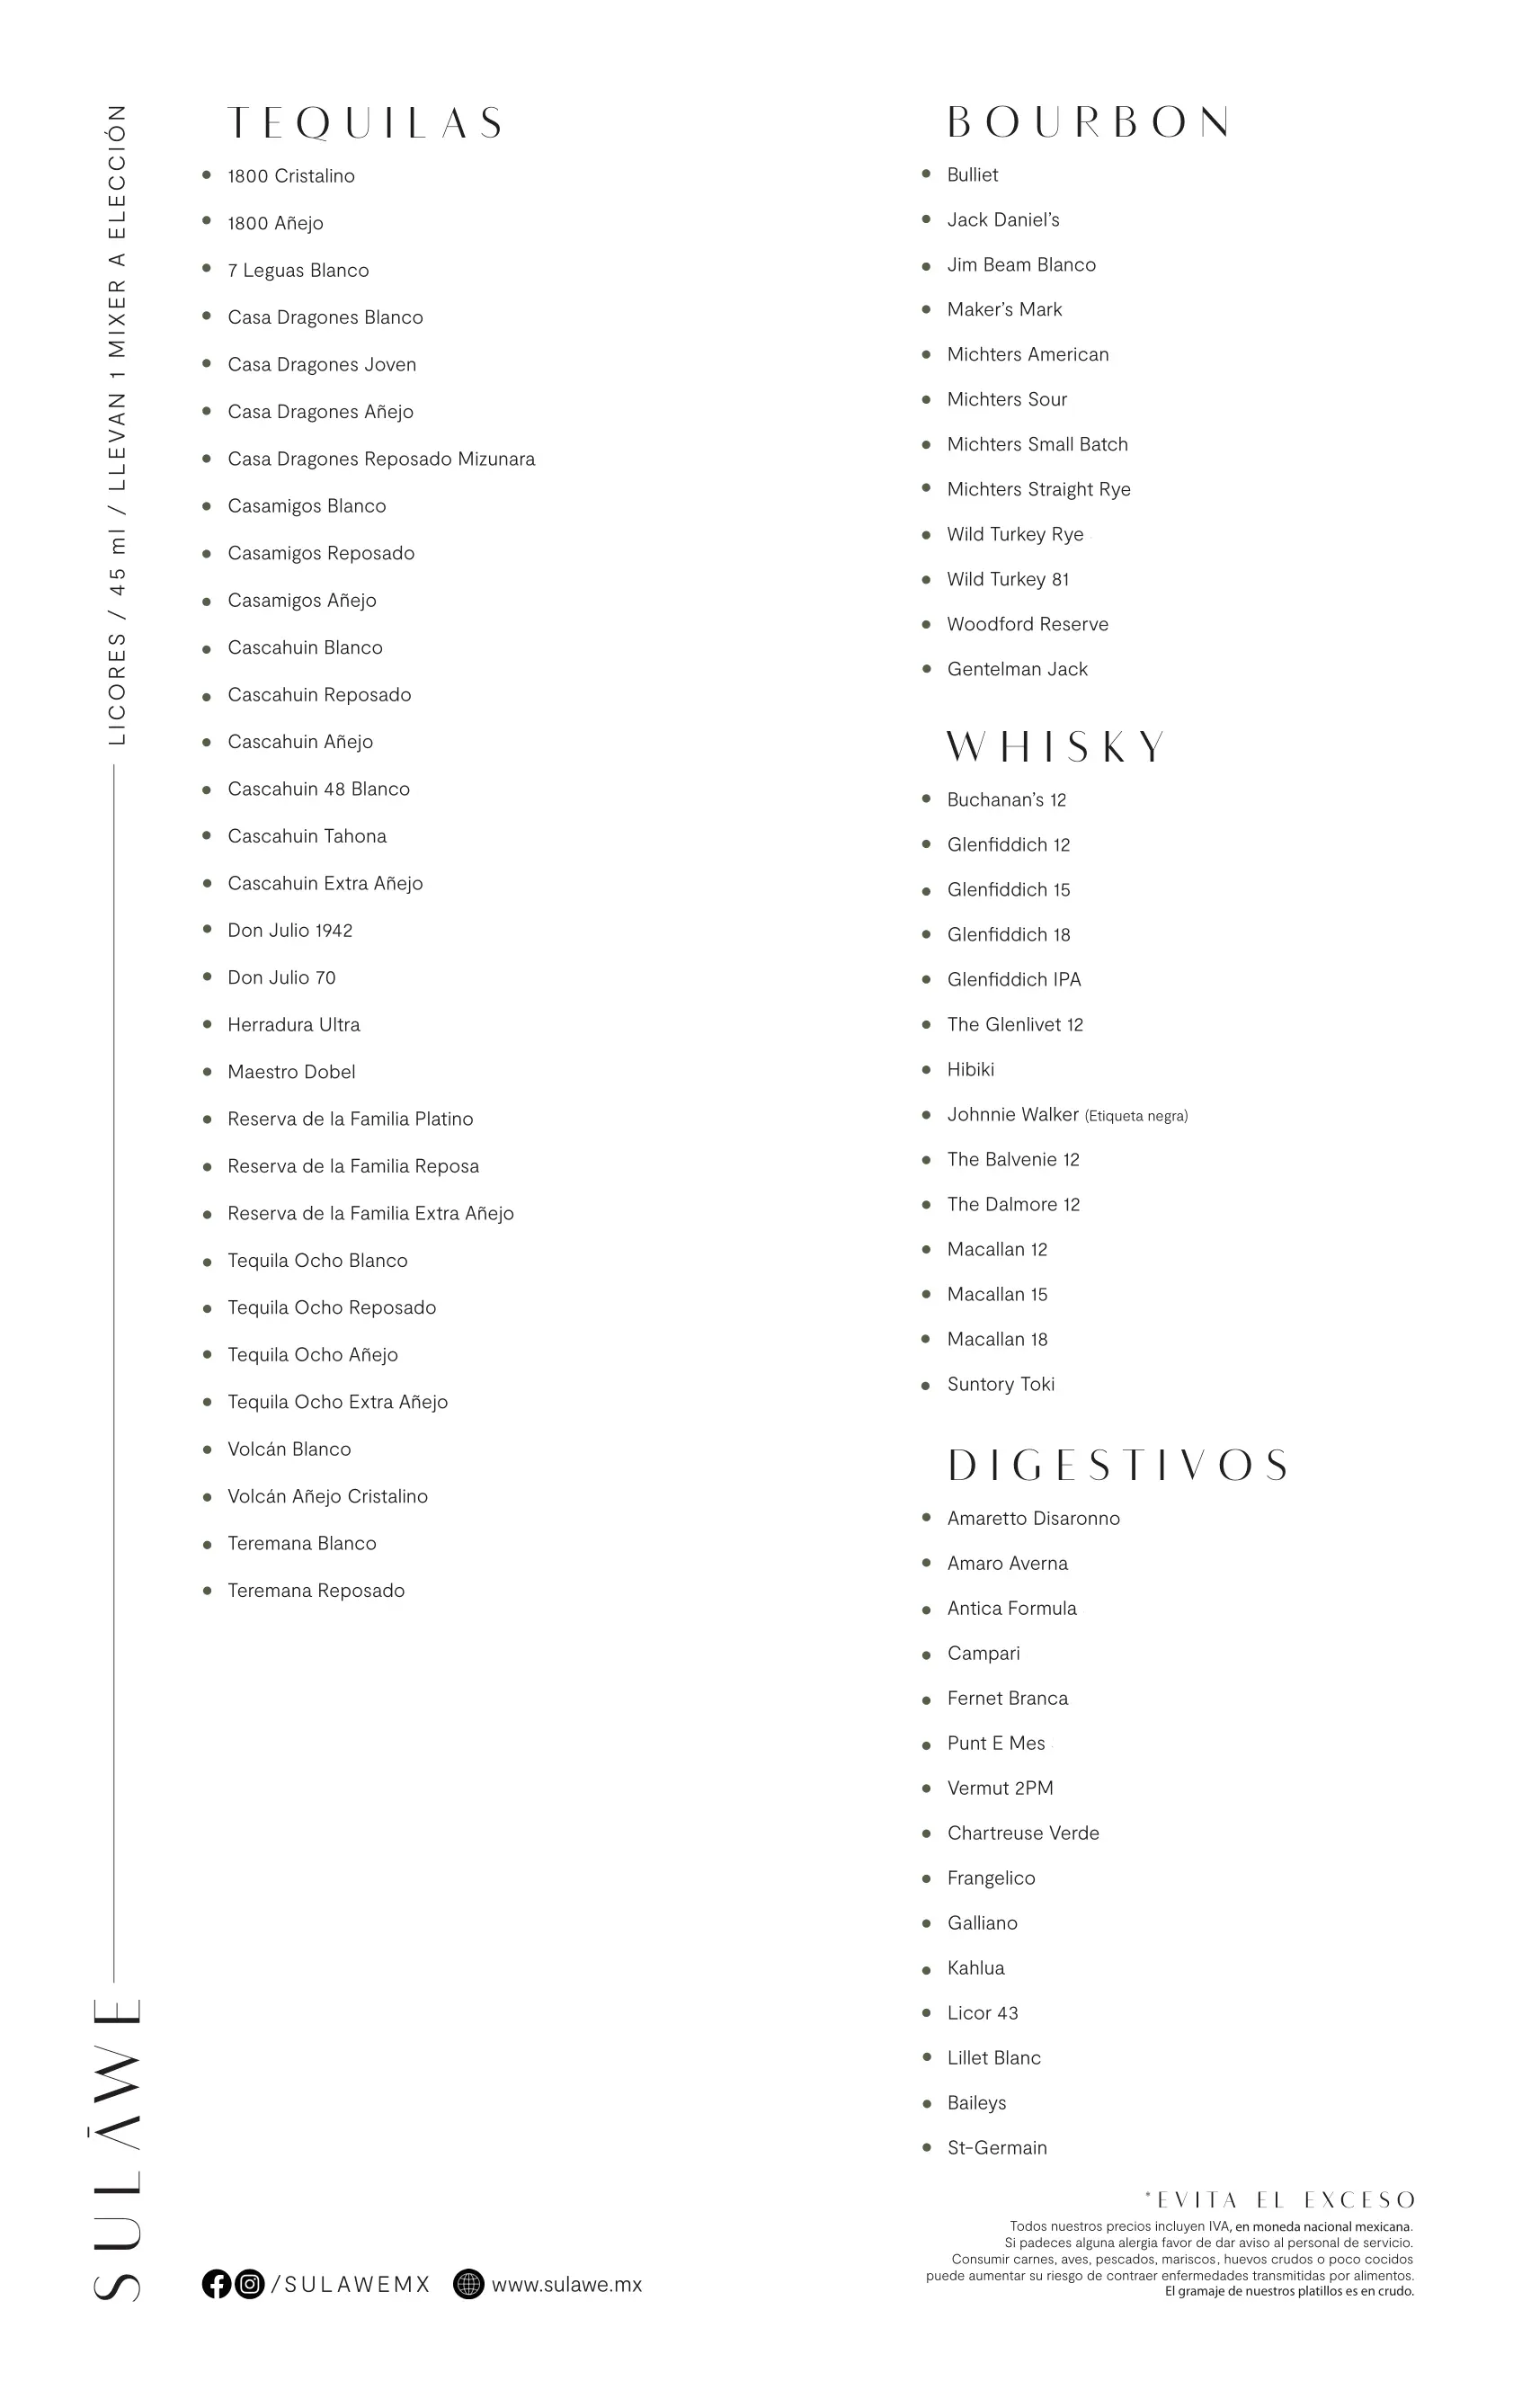 LICORES / 45 ml / LLEVAN 1 MIXER A ELECCIÓN
SULĀWE
TEQUILAS
1800 Cristalino
1800 Añejo
7 Leguas Blanco
Casa Dragones Blanco
Casa Dragones Joven
Casa Dragones Añejo
Casa Dragones Reposado Mizunara
Casamigos Blanco
Casamigos Reposado
Casamigos Añejo
Cascahuin Blanco
Cascahuin Reposado
Cascahuin Añejo
Cascahuin 48 Blanco
Cascahuin Tahona
Cascahuin Extra Añejo
Don Julio 1942
Don Julio 70
Herradura Ultra
Maestro Dobel
Reserva de la Familia Platino
Reserva de la Familia Reposa
Reserva de la Familia Extra Añejo
Tequila Ocho Blanco
Tequila Ocho Reposado
Tequila Ocho Añejo
Tequila Ocho Extra Añejo
Volcán Blanco
Volcán Añejo Cristalino
Teremana Blanco
Teremana Reposado
BOURBON
Bulliet
Jack Daniel’s
Jim Beam Blanco
Maker’s Mark
Michters American
Michters Sour
Michters Small Batch
Michters Straight Rye
Wild Turkey Rye
Wild Turkey 81
Woodford Reserve
Gentelman Jack
WHISKY
Buchanan’s 12
Glenfiddich 12
Glenfiddich 15
Glenfiddich 18
Glenfiddich IPA
The Glenlivet 12
Hibiki
Johnnie Walker (Etiqueta negra)
The Balvenie 12
The Dalmore 12
Macallan 12
Macallan 15
Macallan 18
Suntory Toki
DIGESTIVOS
Amaretto Disaronno
Amaro Averna
Antica Formula
Campari
Fernet Branca
Punt E Mes
Vermut 2PM
Chartreuse Verde
Frangelico
Galliano
Kahlua
Licor 43
Lillet Blanc
Baileys
St-Germain
*EVITA EL EXCESO
Todos nuestros precios incluyen IVA, en moneda nacional mexicana.
Si padeces alguna alergia favor de dar aviso al personal de servicio.
Consumir carnes, aves, pescados, mariscos, huevos crudos o poco cocidos
puede aumentar su riesgo de contraer enfermedades transmitidas por alimentos.
El gramaje de nuestros platillos es en crudo.
/SULAWEMX www.sulawe.mx